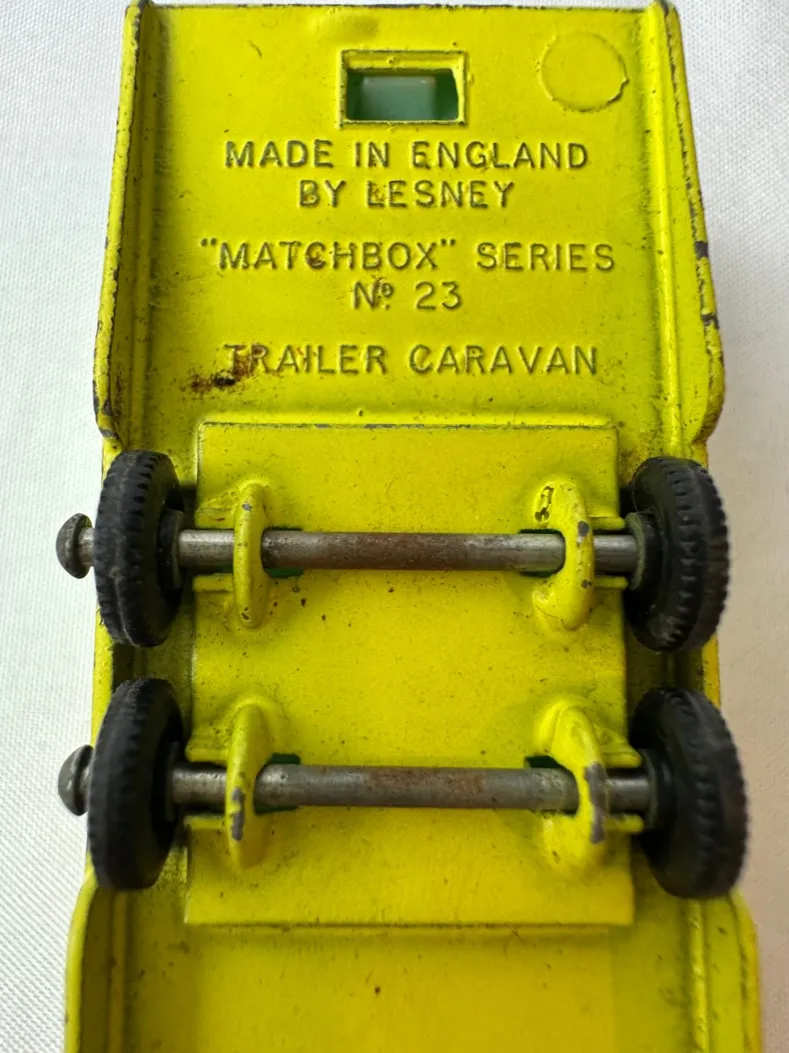 MADE IN ENGLAND
BY LESNEY
"MATCHBOX" SERIES
Nº 23
TRAILER CARAVAN